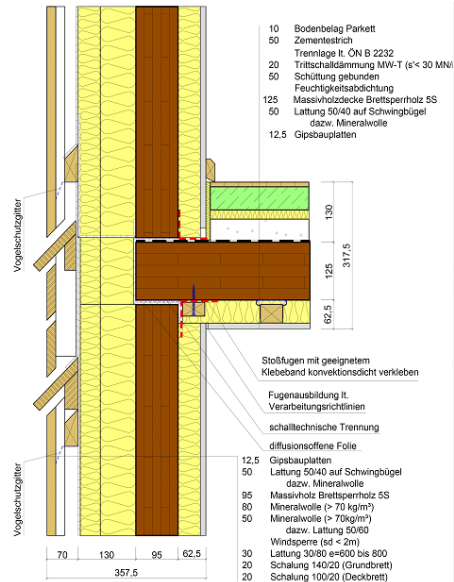 10 Bodenbelag Parkett
50 Zementestrich
Trennlage lt. ÖN B 2232
20 Trittschalldämmung MW-T (s'< 30 MN/
50 Schüttung gebunden
Feuchtigkeitsabdichtung
125 Massivholzdecke Brettsperrholz 5S
50 Lattung 50/40 auf Schwingbügel
dazw. Mineralwolle
12,5 Gipsbauplatten
Vogelschutzgitter
130
125
62,5
317,5
Stoßfugen mit geeignetem
Klebeband konvektionsdicht verkleben
Fugenausbildung lt.
Verarbeitungsrichtlinien
schalltechnische Trennung
diffusionsoffene Folie
Vogelschutzgitter
12,5 Gipsbauplatten
50 Lattung 50/40 auf Schwingbügel
dazw. Mineralwolle
95 Massivholz Brettsperrholz 5S
80 Mineralwolle (> 70 kg/m³)
50 Mineralwolle (> 70kg/m³)
dazw. Lattung 50/60
Windsperre (sd < 2m)
30 Lattung 30/80 e=600 bis 800
20 Schalung 140/20 (Grundbrett)
20 Schalung 100/20 (Deckbrett)
70 130 95 62,5
357,5